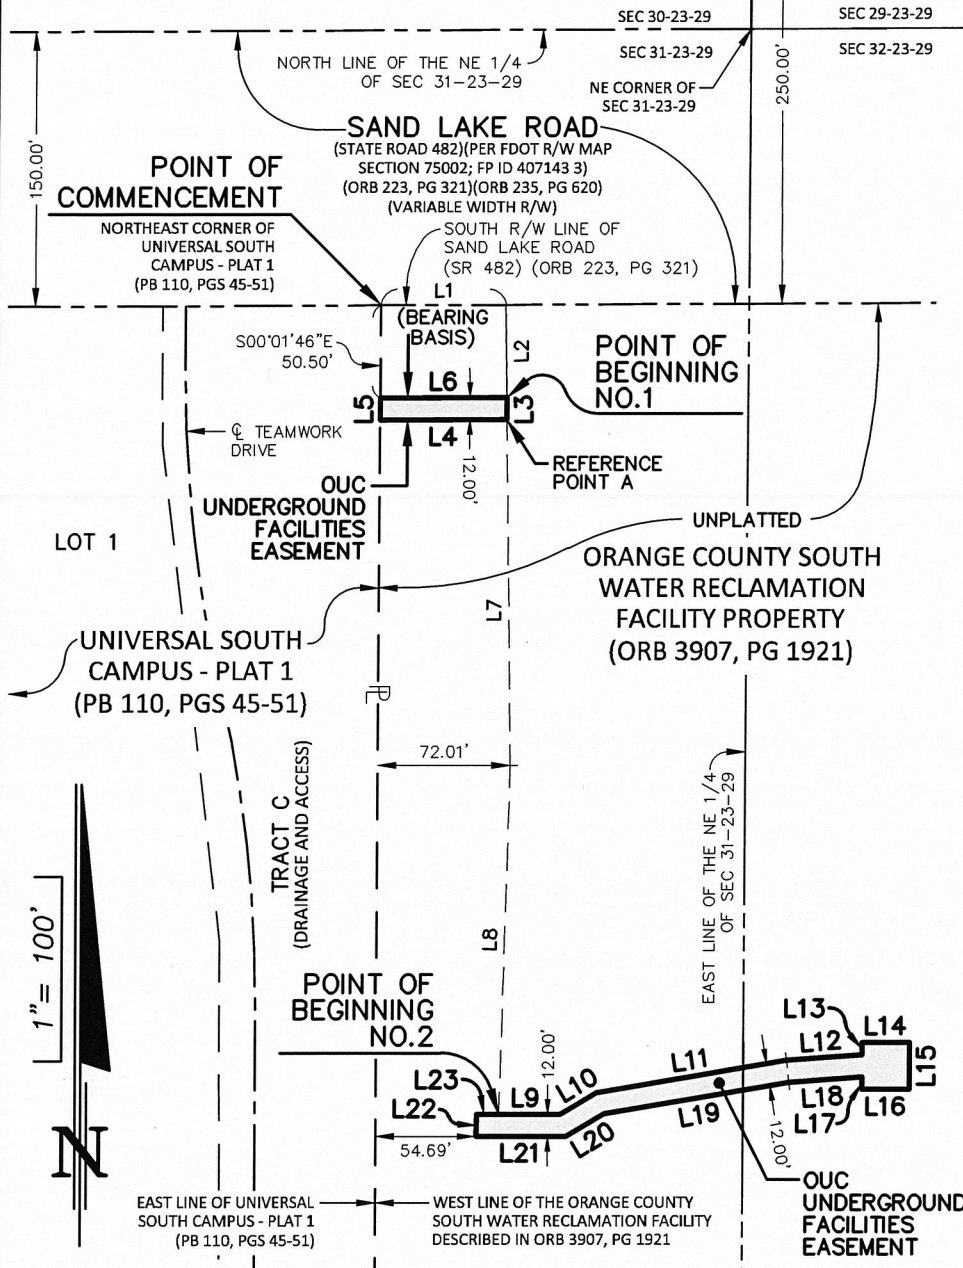 SEC 30-23-29
SEC 29-23-29
SEC 31-23-29
SEC 32-23-29
NORTH LINE OF THE NE 1/4
OF SEC 31-23-29
NE CORNER OF
SEC 31-23-29
250.00'
150.00'
SAND LAKE ROAD
(STATE ROAD 482)(PER FDOT R/W MAP
SECTION 75002; FP ID 407143 3)
(ORB 223, PG 321)(ORB 235, PG 620)
(VARIABLE WIDTH R/W)
POINT OF
COMMENCEMENT
NORTHEAST CORNER OF
UNIVERSAL SOUTH
CAMPUS - PLAT 1
(PB 110, PGS 45-51)
SOUTH R/W LINE OF
SAND LAKE ROAD
(SR 482) (ORB 223, PG 321)
L1
(BEARING
BASIS)
L2
S00°01'46"E
50.50'
POINT OF
BEGINNING
NO.1
L6
L5
L3
L4
12.00'
℄ TEAMWORK
DRIVE
REFERENCE
POINT A
OUC
UNDERGROUND
FACILITIES
EASEMENT
LOT 1
UNPLATTED
ORANGE COUNTY SOUTH
WATER RECLAMATION
FACILITY PROPERTY
(ORB 3907, PG 1921)
L7
UNIVERSAL SOUTH
CAMPUS - PLAT 1
(PB 110, PGS 45-51)
PL
72.01'
TRACT C
(DRAINAGE AND ACCESS)
EAST LINE OF THE NE 1/4
OF SEC 31-23-29
L8
1"= 100'
N
POINT OF
BEGINNING
NO.2
L13
L14
L12
L15
L11
12.00'
L23
L9
L10
L18
L16
L22
L19
L17
L20
L21
54.69'
12.00'
OUC
UNDERGROUND
FACILITIES
EASEMENT
EAST LINE OF UNIVERSAL
SOUTH CAMPUS - PLAT 1
(PB 110, PGS 45-51)
WEST LINE OF THE ORANGE COUNTY
SOUTH WATER RECLAMATION FACILITY
DESCRIBED IN ORB 3907, PG 1921